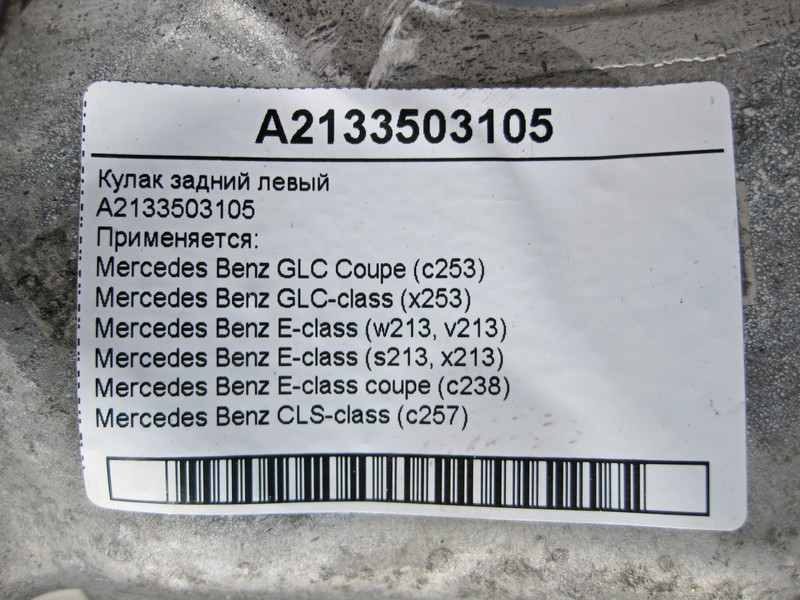 A2133503105
Кулак задний левый
A2133503105
Применяется:
Mercedes Benz GLC Coupe (c253)
Mercedes Benz GLC-class (x253)
Mercedes Benz E-class (w213, v213)
Mercedes Benz E-class (s213, x213)
Mercedes Benz E-class coupe (c238)
Mercedes Benz CLS-class (c257)